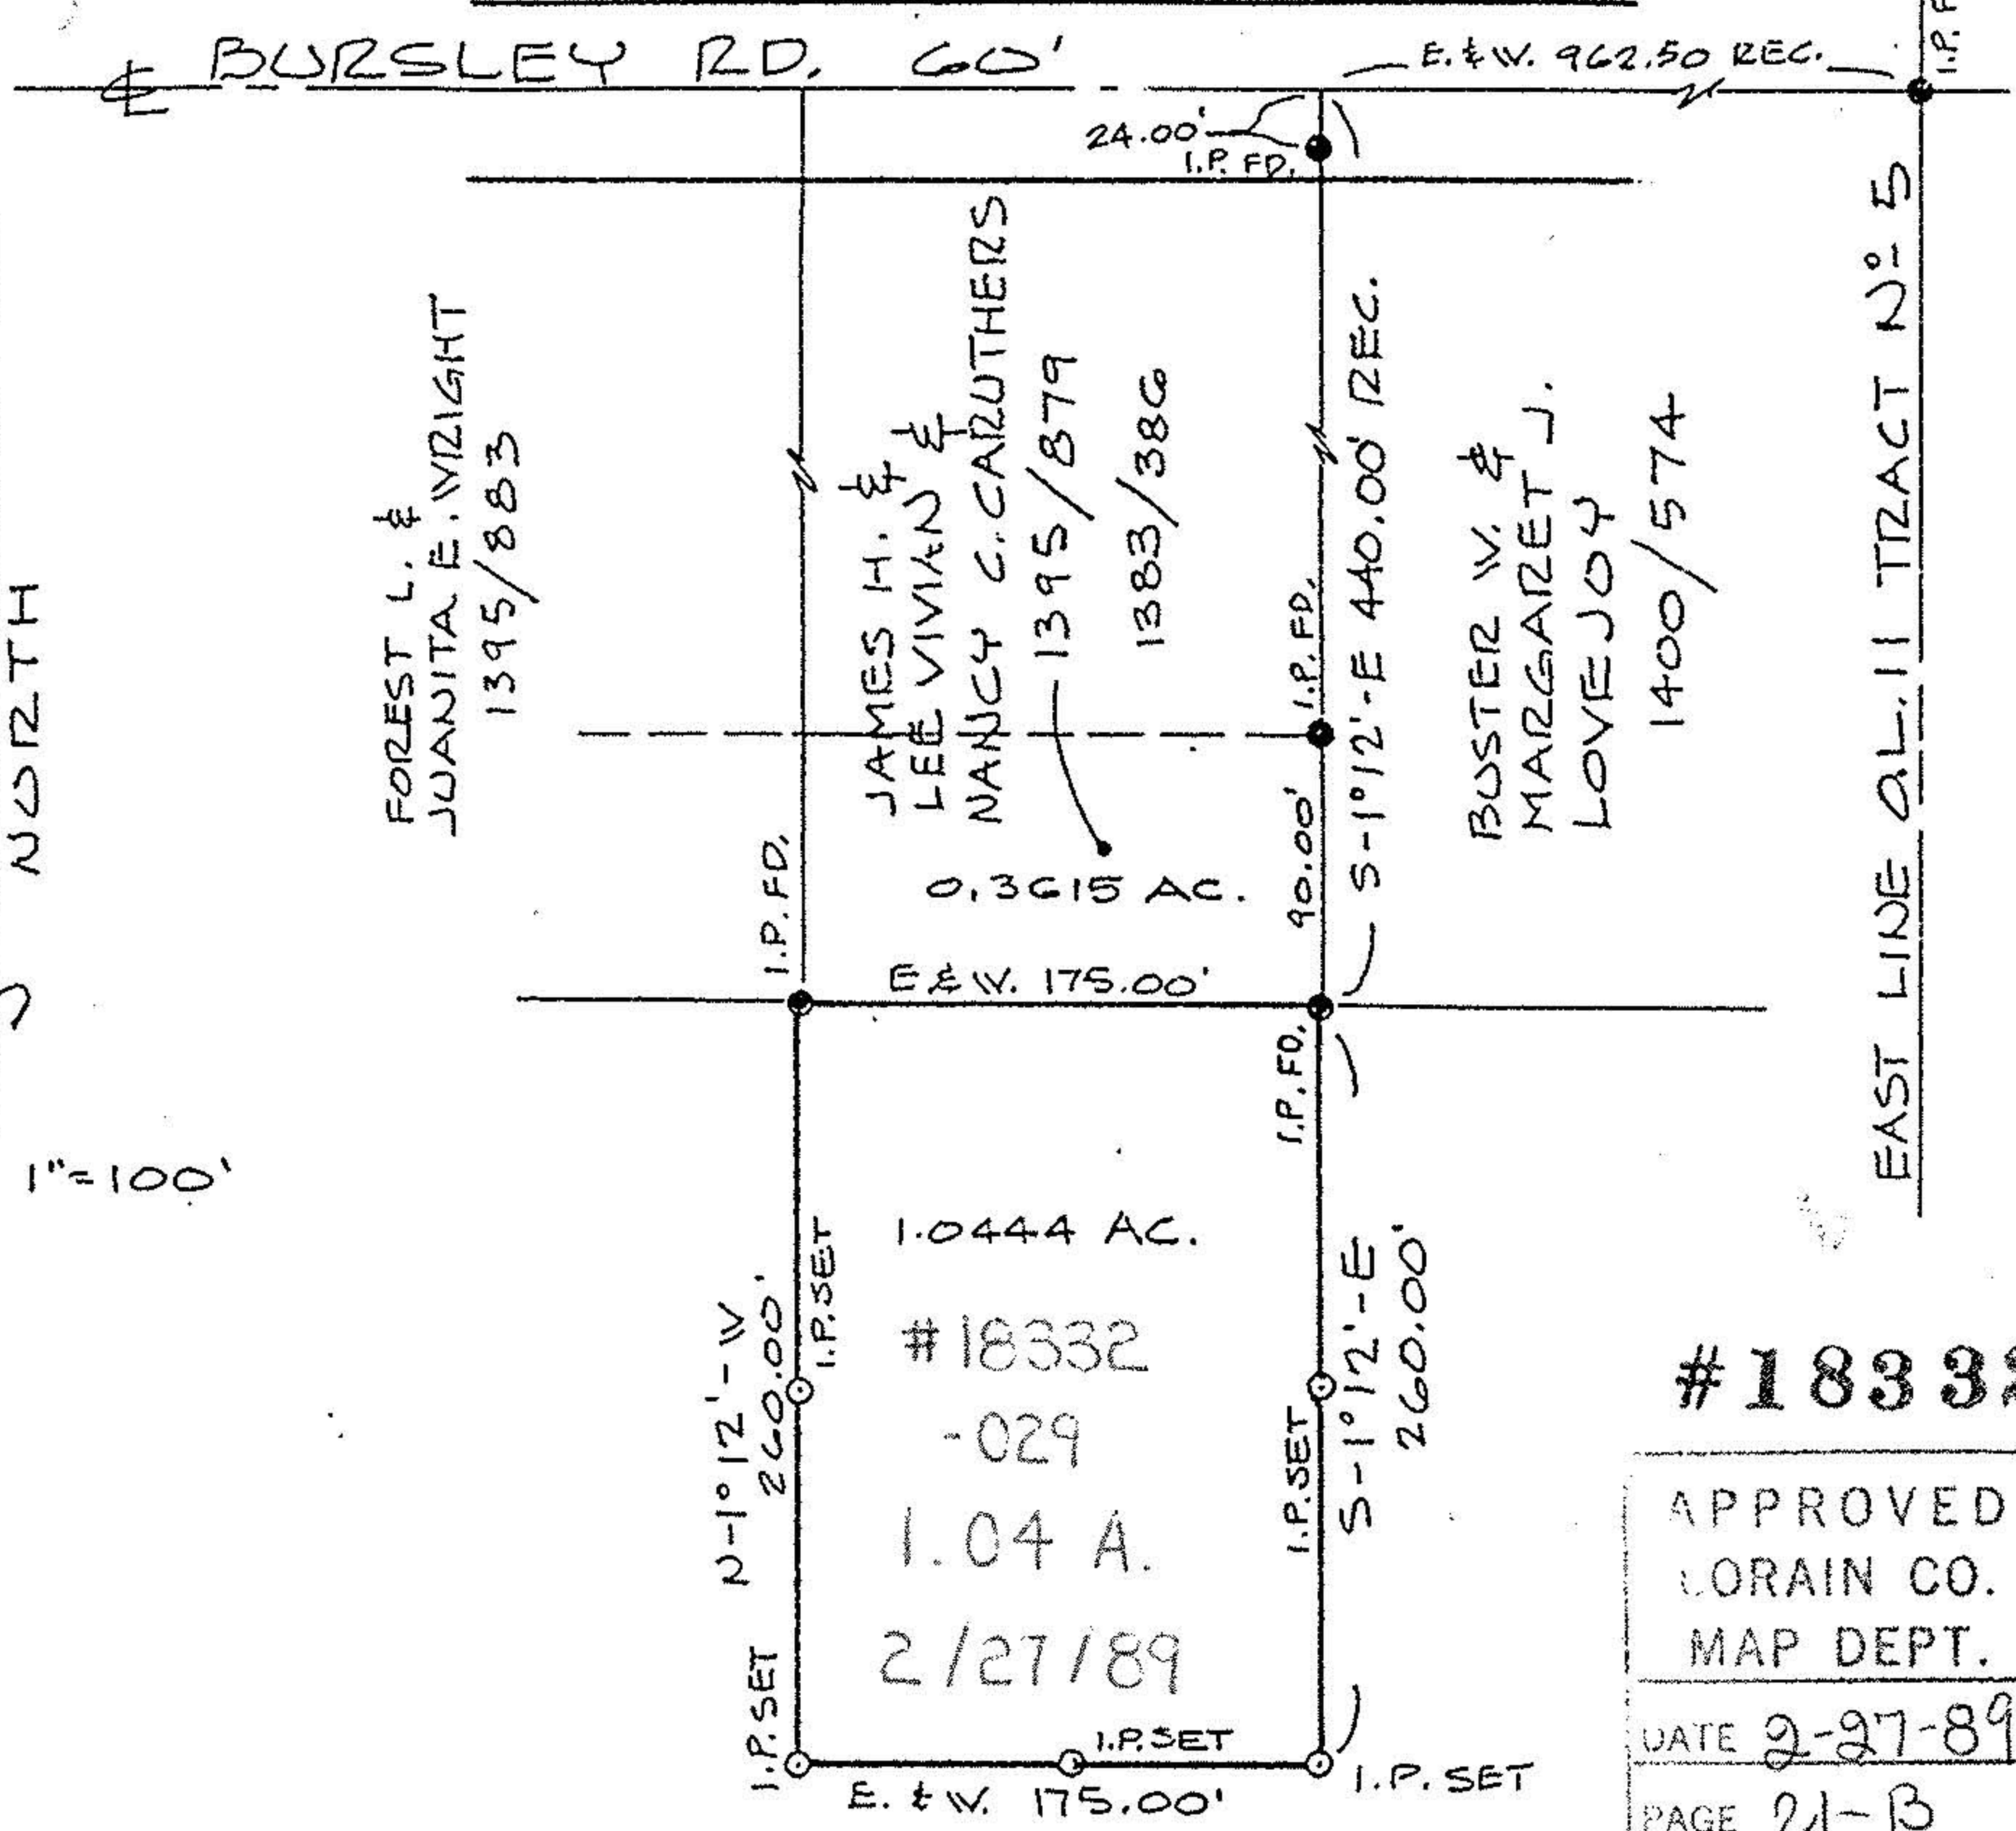 BURSLEY RD. 60'
E. & W. 962.50 REC.
I.P. F
℄
24.00'
I.P. FD.
NORTH
FOREST L. &
JUANITA E. WRIGHT
1395/883
JAMES H. &
LEE VIVIAN &
NANCY C. CARUTHERS
1395/879
1383/386
I.P. FD.
S-1°12'-E 440.00' REC.
BUSTER W. &
MARGARET J.
LOVEJOY
1400/574
EAST LINE O.L. 11 TRACT Nº 5
I.P. FD.
0.3615 AC.
90.00'
E & W. 175.00'
I.P. FD.
1"=100'
1.0444 AC.
N-1°12'-W
260.00'
I.P. SET
#18332
-029
1.04 A.
2/27/89
I.P. SET
S-1°12'-E
260.00'
I.P. SET
I.P. SET
I.P. SET
E. & W. 175.00'
#1833
APPROVED
LORAIN CO.
MAP DEPT.
DATE 2-27-89
PAGE 21-B